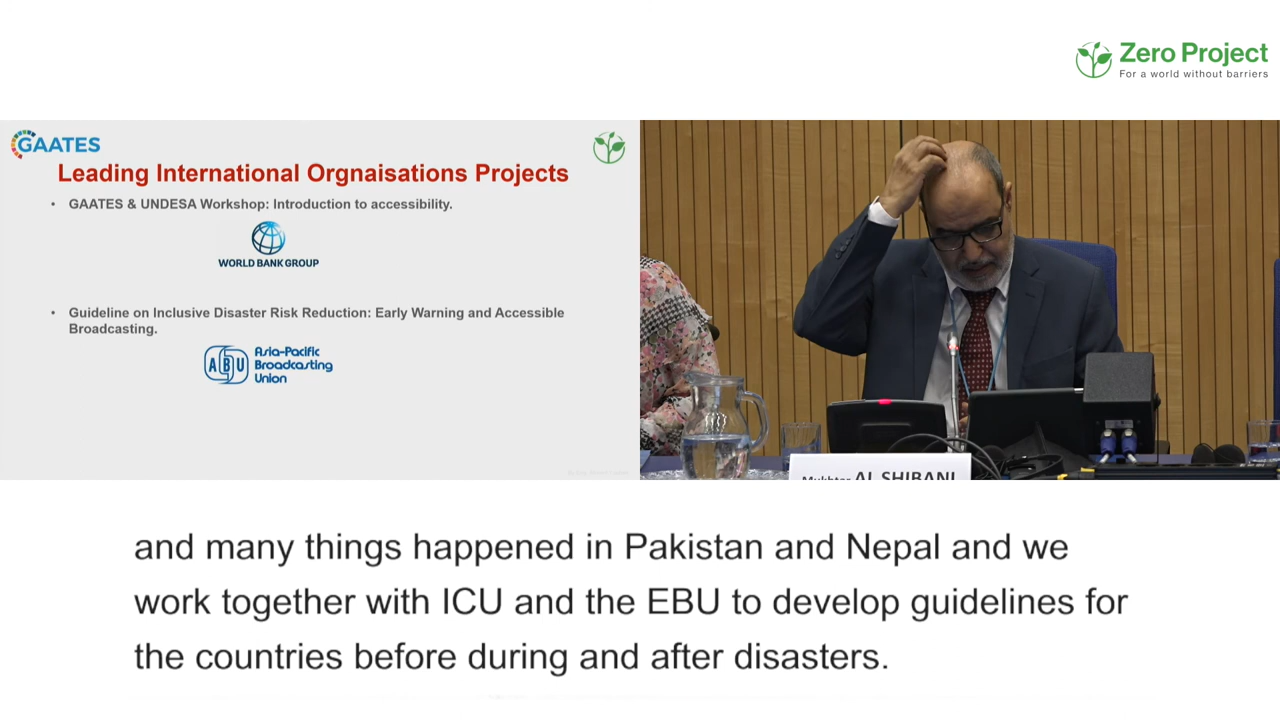 Zero Project
For a world without barriers
GAATES
Leading International Orgnaisations Projects
• GAATES & UNDESA Workshop: Introduction to accessibility.
WORLD BANK GROUP
• Guideline on Inclusive Disaster Risk Reduction: Early Warning and Accessible
Broadcasting.
ABU
Asia-Pacific
Broadcasting
Union
Mukhtar AL SHIBANI
and many things happened in Pakistan and Nepal and we
work together with ICU and the EBU to develop guidelines for
the countries before during and after disasters.